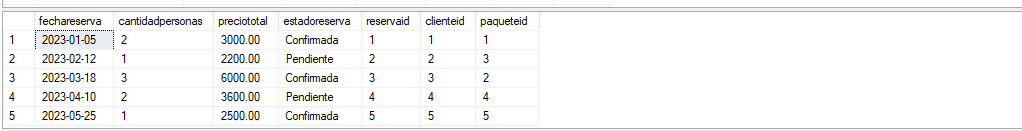 fechareserva cantidadpersonas preciototal estadoreserva reservaid clienteid paqueteid
1 2023-01-05 2 3000.00 Confirmada 1 1 1
2 2023-02-12 1 2200.00 Pendiente 2 2 3
3 2023-03-18 3 6000.00 Confirmada 3 3 2
4 2023-04-10 2 3600.00 Pendiente 4 4 4
5 2023-05-25 1 2500.00 Confirmada 5 5 5